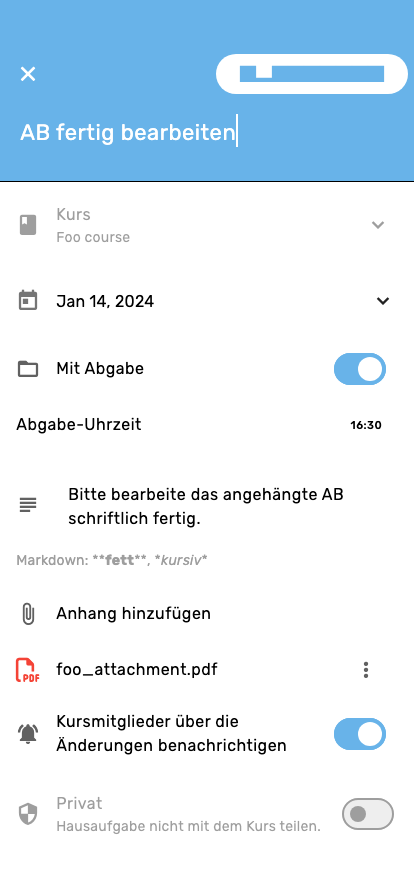 AB fertig bearbeiten
Kurs
Foo course
Jan 14, 2024
Mit Abgabe
Abgabe-Uhrzeit
16:30
Bitte bearbeite das angehängte AB
schriftlich fertig.
Markdown: **fett**, *kursiv*
Anhang hinzufügen
PDF
foo_attachment.pdf
Kursmitglieder über die
Änderungen benachrichtigen
Privat
Hausaufgabe nicht mit dem Kurs teilen.